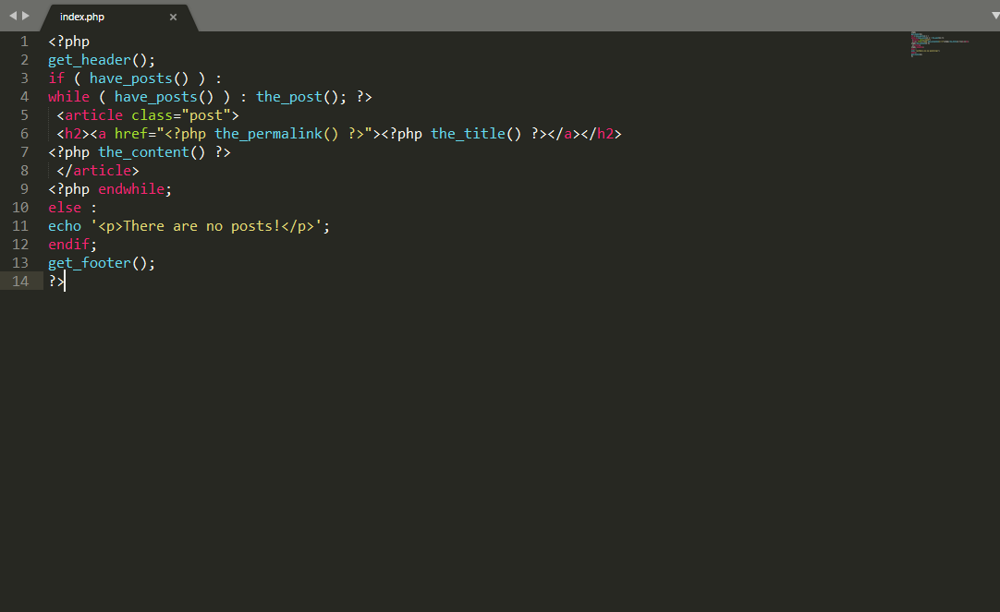 index.php
1 <?php
2 get_header();
3 if ( have_posts() ) :
4 while ( have_posts() ) : the_post(); ?>
5  <article class="post">
6  <h2><a href="<?php the_permalink() ?>"><?php the_title() ?></a></h2>
7 <?php the_content() ?>
8  </article>
9 <?php endwhile;
10 else :
11 echo '<p>There are no posts!</p>';
12 endif;
13 get_footer();
14 ?>